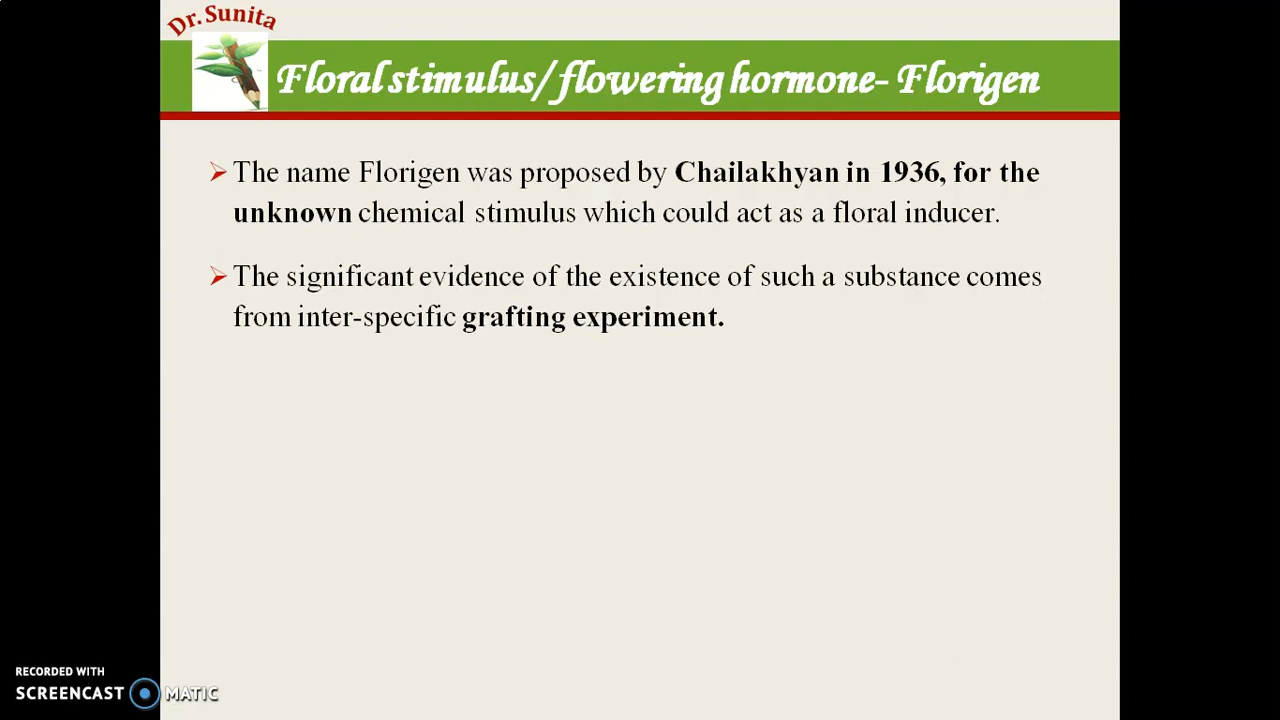 Dr. Sunita
Floral stimulus/flowering hormone- Florigen
The name Florigen was proposed by Chailakhyan in 1936, for the
unknown chemical stimulus which could act as a floral inducer.
The significant evidence of the existence of such a substance comes
from inter-specific grafting experiment.
RECORDED WITH
SCREENCAST MATIC